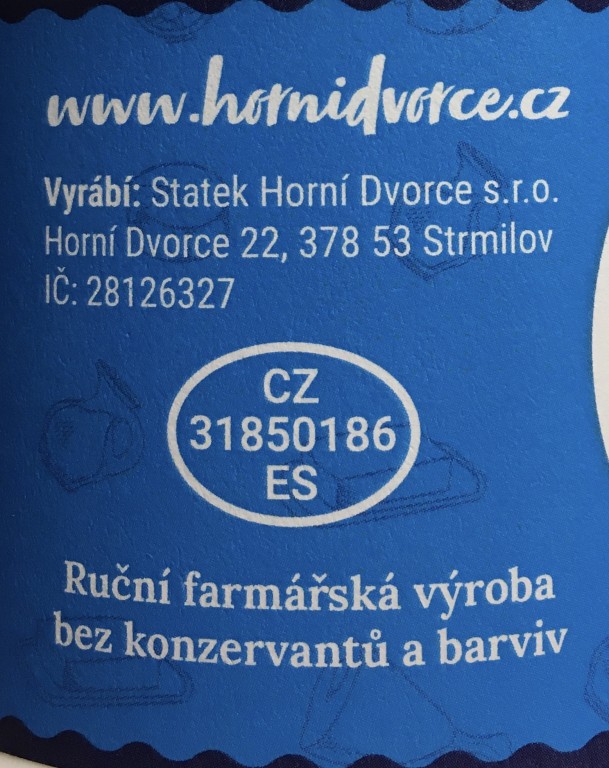 www.hornidvorce.cz
Vyrábí: Statek Horní Dvorce s.r.o.
Horní Dvorce 22, 378 53 Strmilov
IČ: 28126327
CZ
31850186
ES
Ruční farmářská výroba
bez konzervantů a barviv